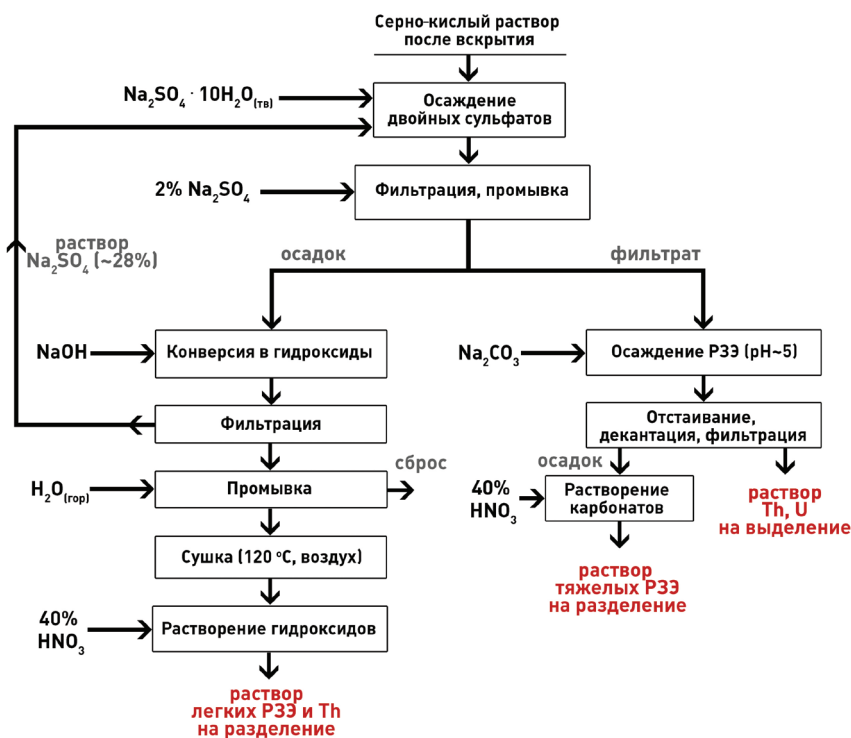 Серно-кислый раствор
после вскрытия
Na₂SO₄ · 10H₂O₍тв₎
Осаждение
двойных сульфатов
2% Na₂SO₄
Фильтрация, промывка
раствор
Na₂SO₄ (~28%)
осадок
фильтрат
NaOH
Конверсия в гидроксиды
Na₂CO₃
Осаждение РЗЭ (pH~5)
Фильтрация
Отстаивание,
декантация, фильтрация
H₂O₍гор₎
Промывка
сброс
осадок
40%
HNO₃
Растворение
карбонатов
раствор
Th, U
на выделение
Сушка (120 °C, воздух)
раствор
тяжелых РЗЭ
на разделение
40%
HNO₃
Растворение гидроксидов
раствор
легких РЗЭ и Th
на разделение